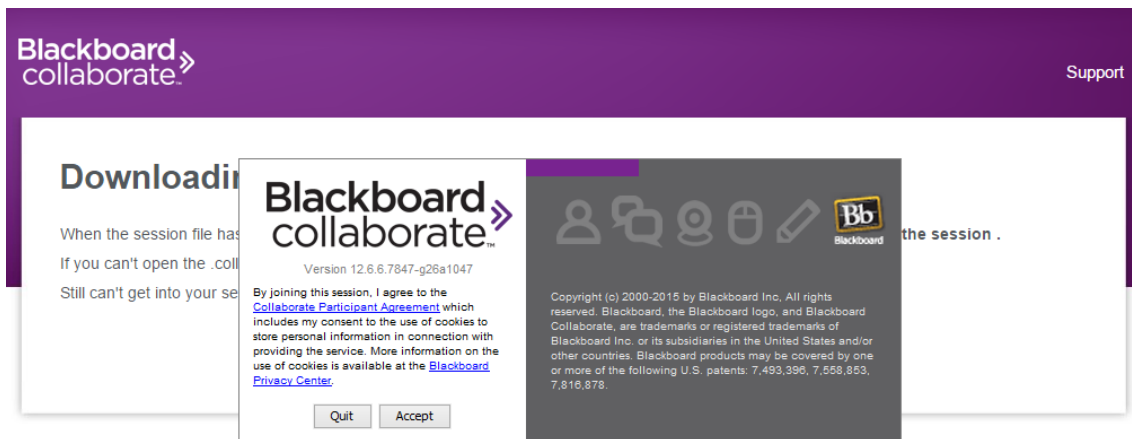 Blackboard
collaborate™
Support
Downloadin
When the session file has
the session .
If you can't open the .coll
Still can't get into your se
Blackboard
collaborate™
Version 12.6.6.7847-g26a1047
By joining this session, I agree to the
Collaborate Participant Agreement which
includes my consent to the use of cookies to
store personal information in connection with
providing the service. More information on the
use of cookies is available at the Blackboard
Privacy Center.
Quit
Accept
Bb
Blackboard
Copyright (c) 2000-2015 by Blackboard Inc, All rights
reserved. Blackboard, the Blackboard logo, and Blackboard
Collaborate, are trademarks or registered trademarks of
Blackboard Inc. or its subsidiaries in the United States and/or
other countries. Blackboard products may be covered by one
or more of the following U.S. patents: 7,493,396, 7,558,853,
7,816,878.